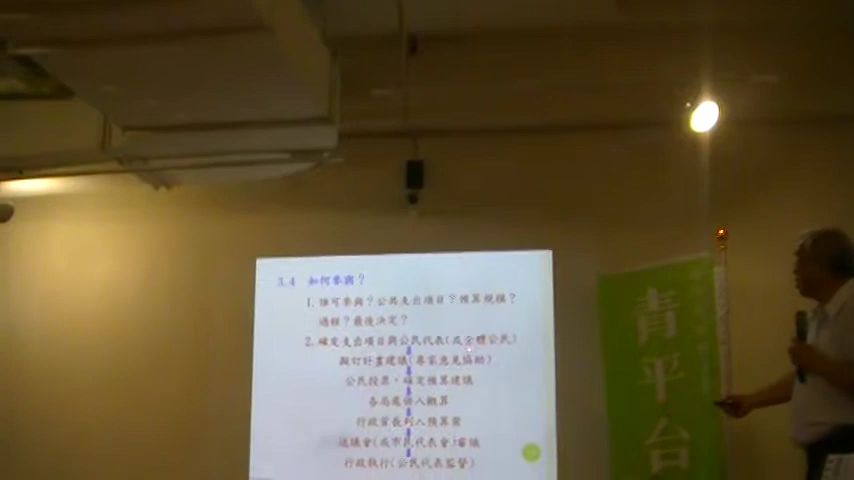 3.4 如何參與？
1. 誰可參與？公共支出項目？預算規模？
過程？最後決定？
2. 確定支出項目與公民代表(或全體公民)
擬訂計畫建議(專家意見協助)
公民投票，確定預算建議
各局處併入概算
行政首長列入預算案
送議會(或市民代表會)審議
行政執行(公民代表監督)
青平台